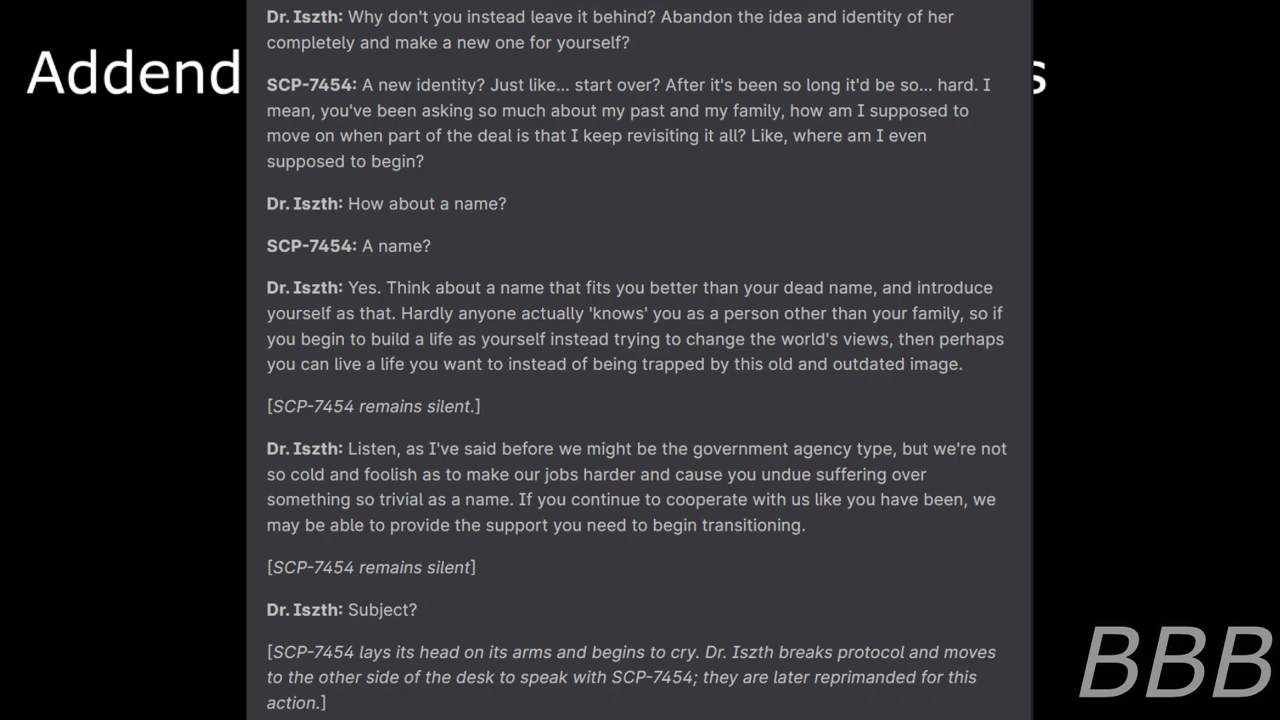 Addend
s
Dr. Iszth: Why don't you instead leave it behind? Abandon the idea and identity of her
completely and make a new one for yourself?
SCP-7454: A new identity? Just like... start over? After it's been so long it'd be so... hard. I
mean, you've been asking so much about my past and my family, how am I supposed to
move on when part of the deal is that I keep revisiting it all? Like, where am I even
supposed to begin?
Dr. Iszth: How about a name?
SCP-7454: A name?
Dr. Iszth: Yes. Think about a name that fits you better than your dead name, and introduce
yourself as that. Hardly anyone actually 'knows' you as a person other than your family, so if
you begin to build a life as yourself instead trying to change the world's views, then perhaps
you can live a life you want to instead of being trapped by this old and outdated image.
[SCP-7454 remains silent.]
Dr. Iszth: Listen, as I've said before we might be the government agency type, but we're not
so cold and foolish as to make our jobs harder and cause you undue suffering over
something so trivial as a name. If you continue to cooperate with us like you have been, we
may be able to provide the support you need to begin transitioning.
[SCP-7454 remains silent]
Dr. Iszth: Subject?
[SCP-7454 lays its head on its arms and begins to cry. Dr. Iszth breaks protocol and moves
to the other side of the desk to speak with SCP-7454; they are later reprimanded for this
action.]
BBB